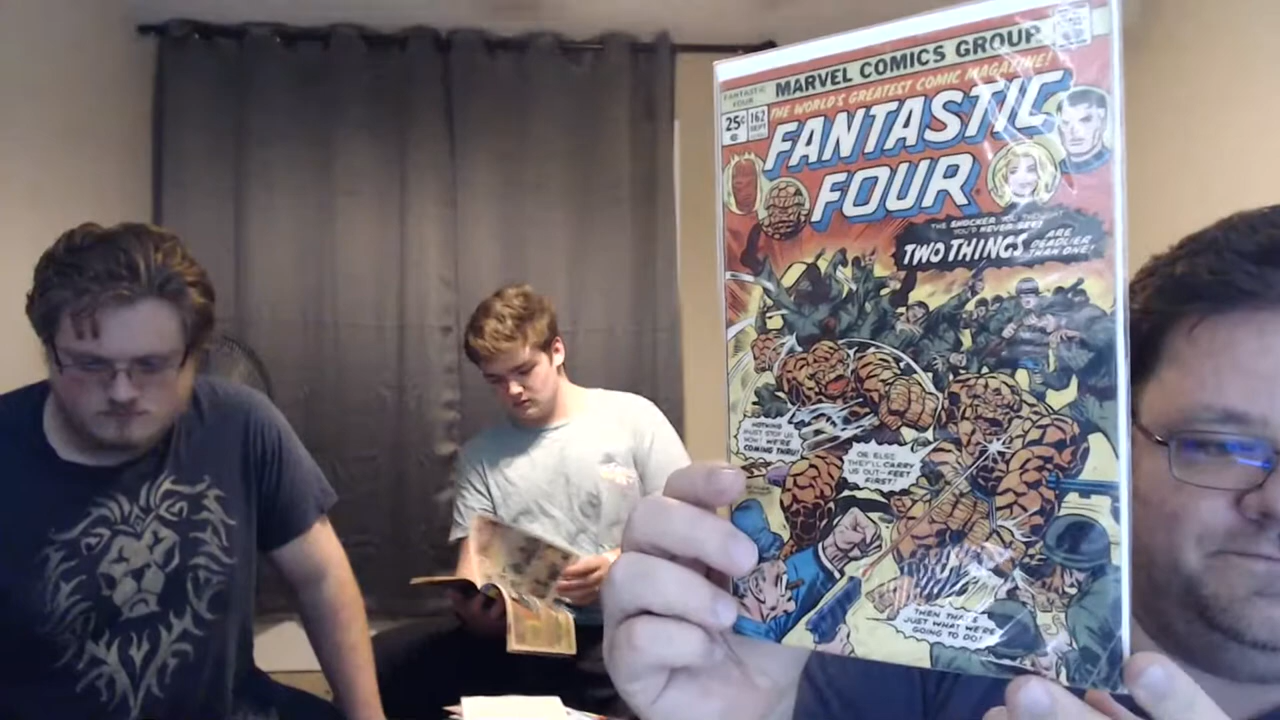 MARVEL COMICS GROUP
THE WORLD'S GREATEST COMIC MAGAZINE!
FANTASTIC
FOUR
25¢
162
SEPT
FANTASTIC
FOUR
THE SHOCKER YOU THOUGHT
YOU'D NEVER SEE!
TWO THINGS
ARE
DEADLIER
THAN ONE!
NOTHING
MUST STOP US
NOW! WE'RE
COMING THRU!
OR ELSE
THEY'LL CARRY
US OUT--FEET
FIRST!
THEN THAT'S
JUST WHAT WE'RE
GOING TO DO!